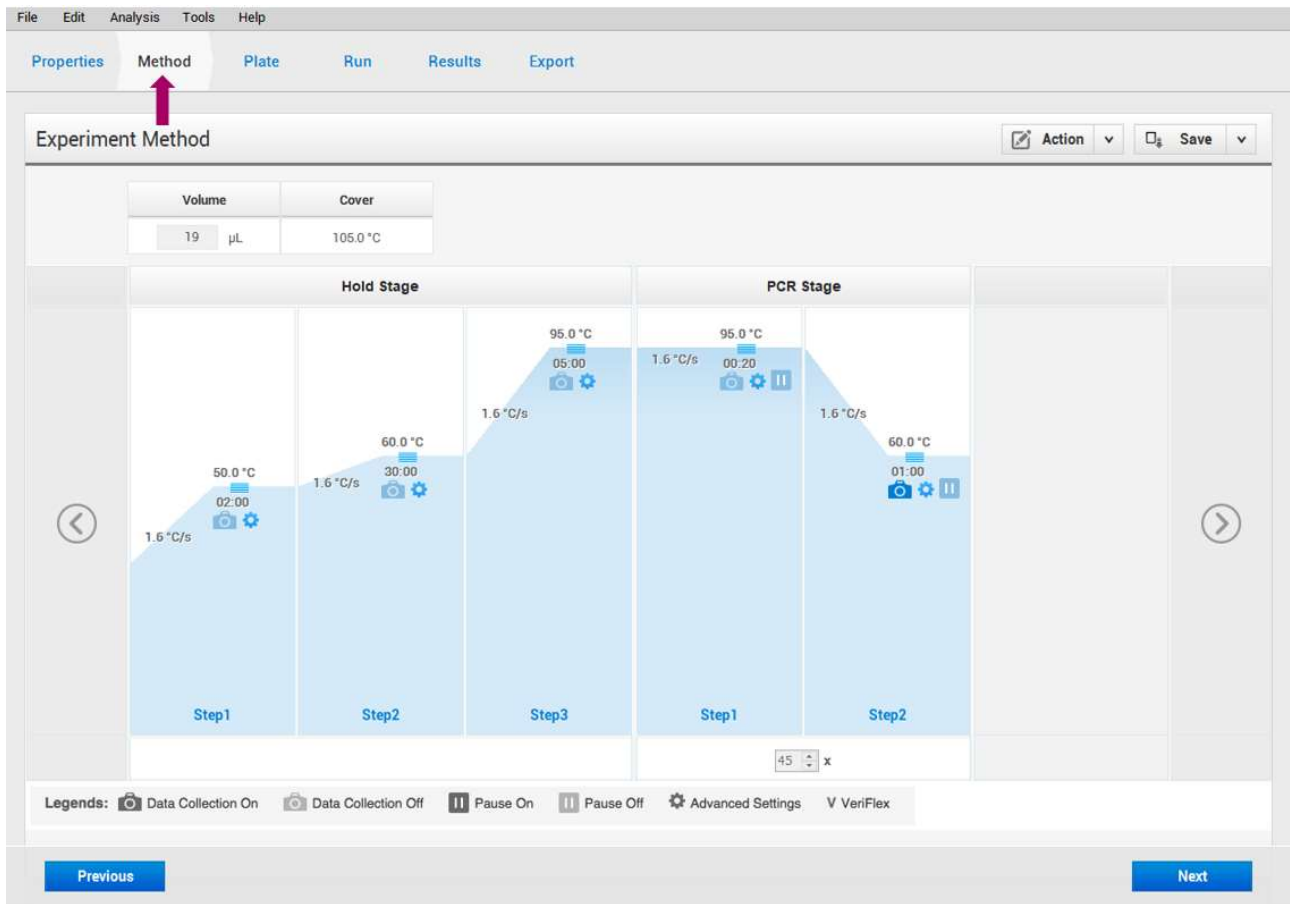 File Edit Analysis Tools Help
Properties Method Plate Run Results Export
Experiment Method
Action
Save
Volume Cover
19 µL 105.0 °C
Hold Stage PCR Stage
95.0 °C 95.0 °C
05:00 1.6 °C/s 00:20
1.6 °C/s 1.6 °C/s
60.0 °C 60.0 °C
50.0 °C 1.6 °C/s 30:00 01:00
02:00
1.6 °C/s
Step1 Step2 Step3 Step1 Step2
45 x
Legends: Data Collection On Data Collection Off Pause On Pause Off Advanced Settings V VeriFlex
Previous Next